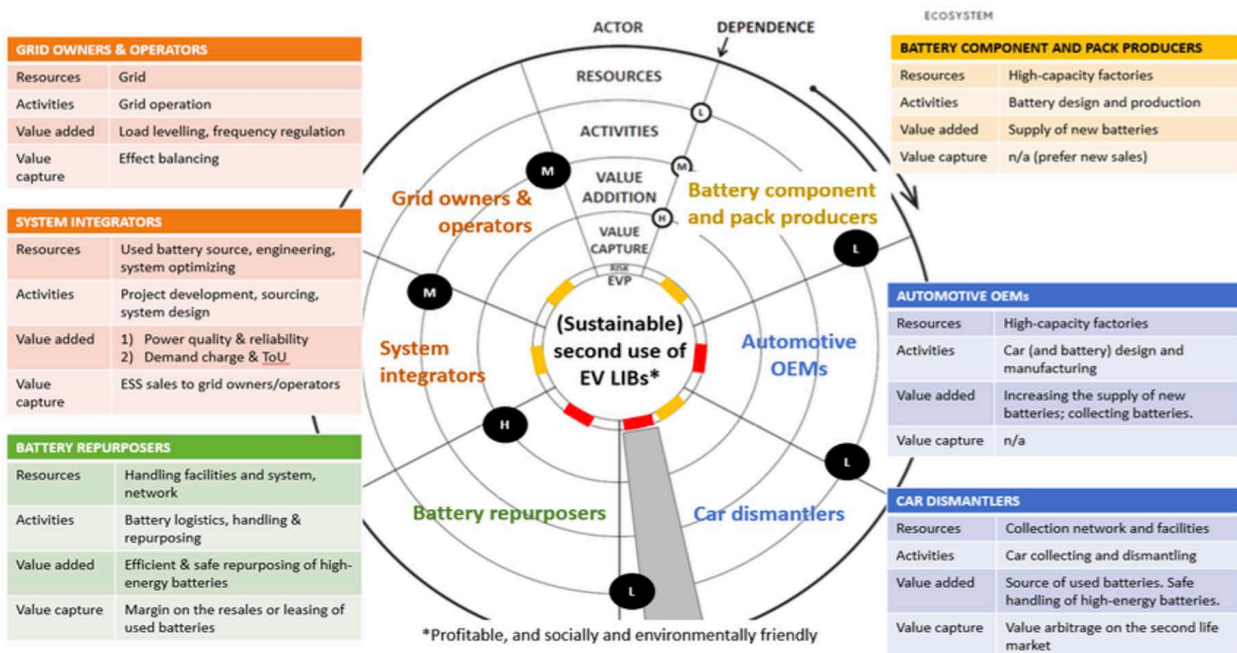 ECOSYSTEM
ACTOR
DEPENDENCE
GRID OWNERS & OPERATORS
Resources Grid
Activities Grid operation
Value added Load levelling, frequency regulation
Value Effect balancing
capture
SYSTEM INTEGRATORS
Resources Used battery source, engineering,
system optimizing
Activities Project development, sourcing,
system design
Value added 1) Power quality & reliability
2) Demand charge & ToU
Value ESS sales to grid owners/operators
capture
BATTERY REPURPOSERS
Resources Handling facilities and system,
network
Activities Battery logistics, handling &
repurposing
Value added Efficient & safe repurposing of high-
energy batteries
Value capture Margin on the resales or leasing of
used batteries
RESOURCES
L
ACTIVITIES
M
M
VALUE
ADDITION
H
VALUE
CAPTURE
RISK
EVP
Grid owners &
operators
Battery component
and pack producers
L
M
(Sustainable)
second use of
EV LIBs*
System
integrators
Automotive
OEMs
H
L
Battery repurposers
Car dismantlers
L
*Profitable, and socially and environmentally friendly
BATTERY COMPONENT AND PACK PRODUCERS
Resources High-capacity factories
Activities Battery design and production
Value added Supply of new batteries
Value capture n/a (prefer new sales)
AUTOMOTIVE OEMs
Resources High-capacity factories
Activities Car (and battery) design and
manufacturing
Value added Increasing the supply of new
batteries; collecting batteries.
Value capture n/a
CAR DISMANTLERS
Resources Collection network and facilities
Activities Car collecting and dismantling
Value added Source of used batteries. Safe
handling of high-energy batteries.
Value capture Value arbitrage on the second life
market